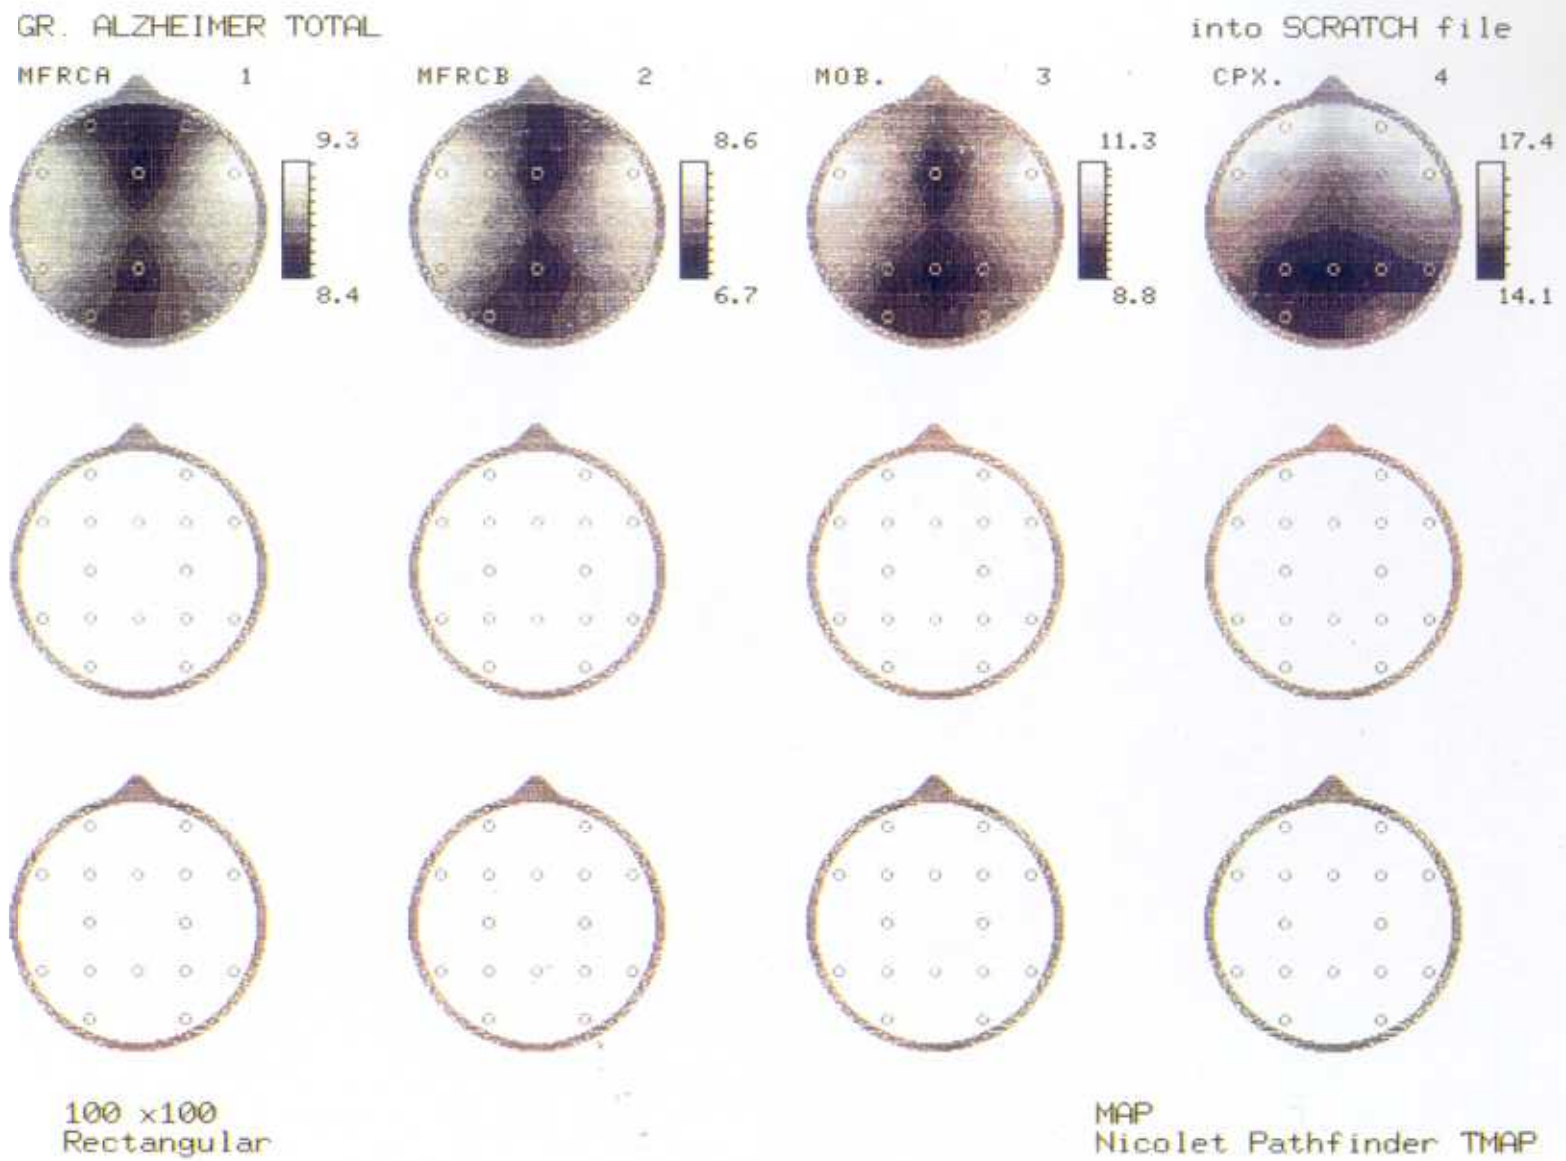 GR. ALZHEIMER TOTAL
into SCRATCH file
MFRCA 1
MFRCB 2
MOB. 3
CPX. 4
9.3
8.6
11.3
17.4
8.4
6.7
8.8
14.1
100 x100
Rectangular
MAP
Nicolet Pathfinder TMAP